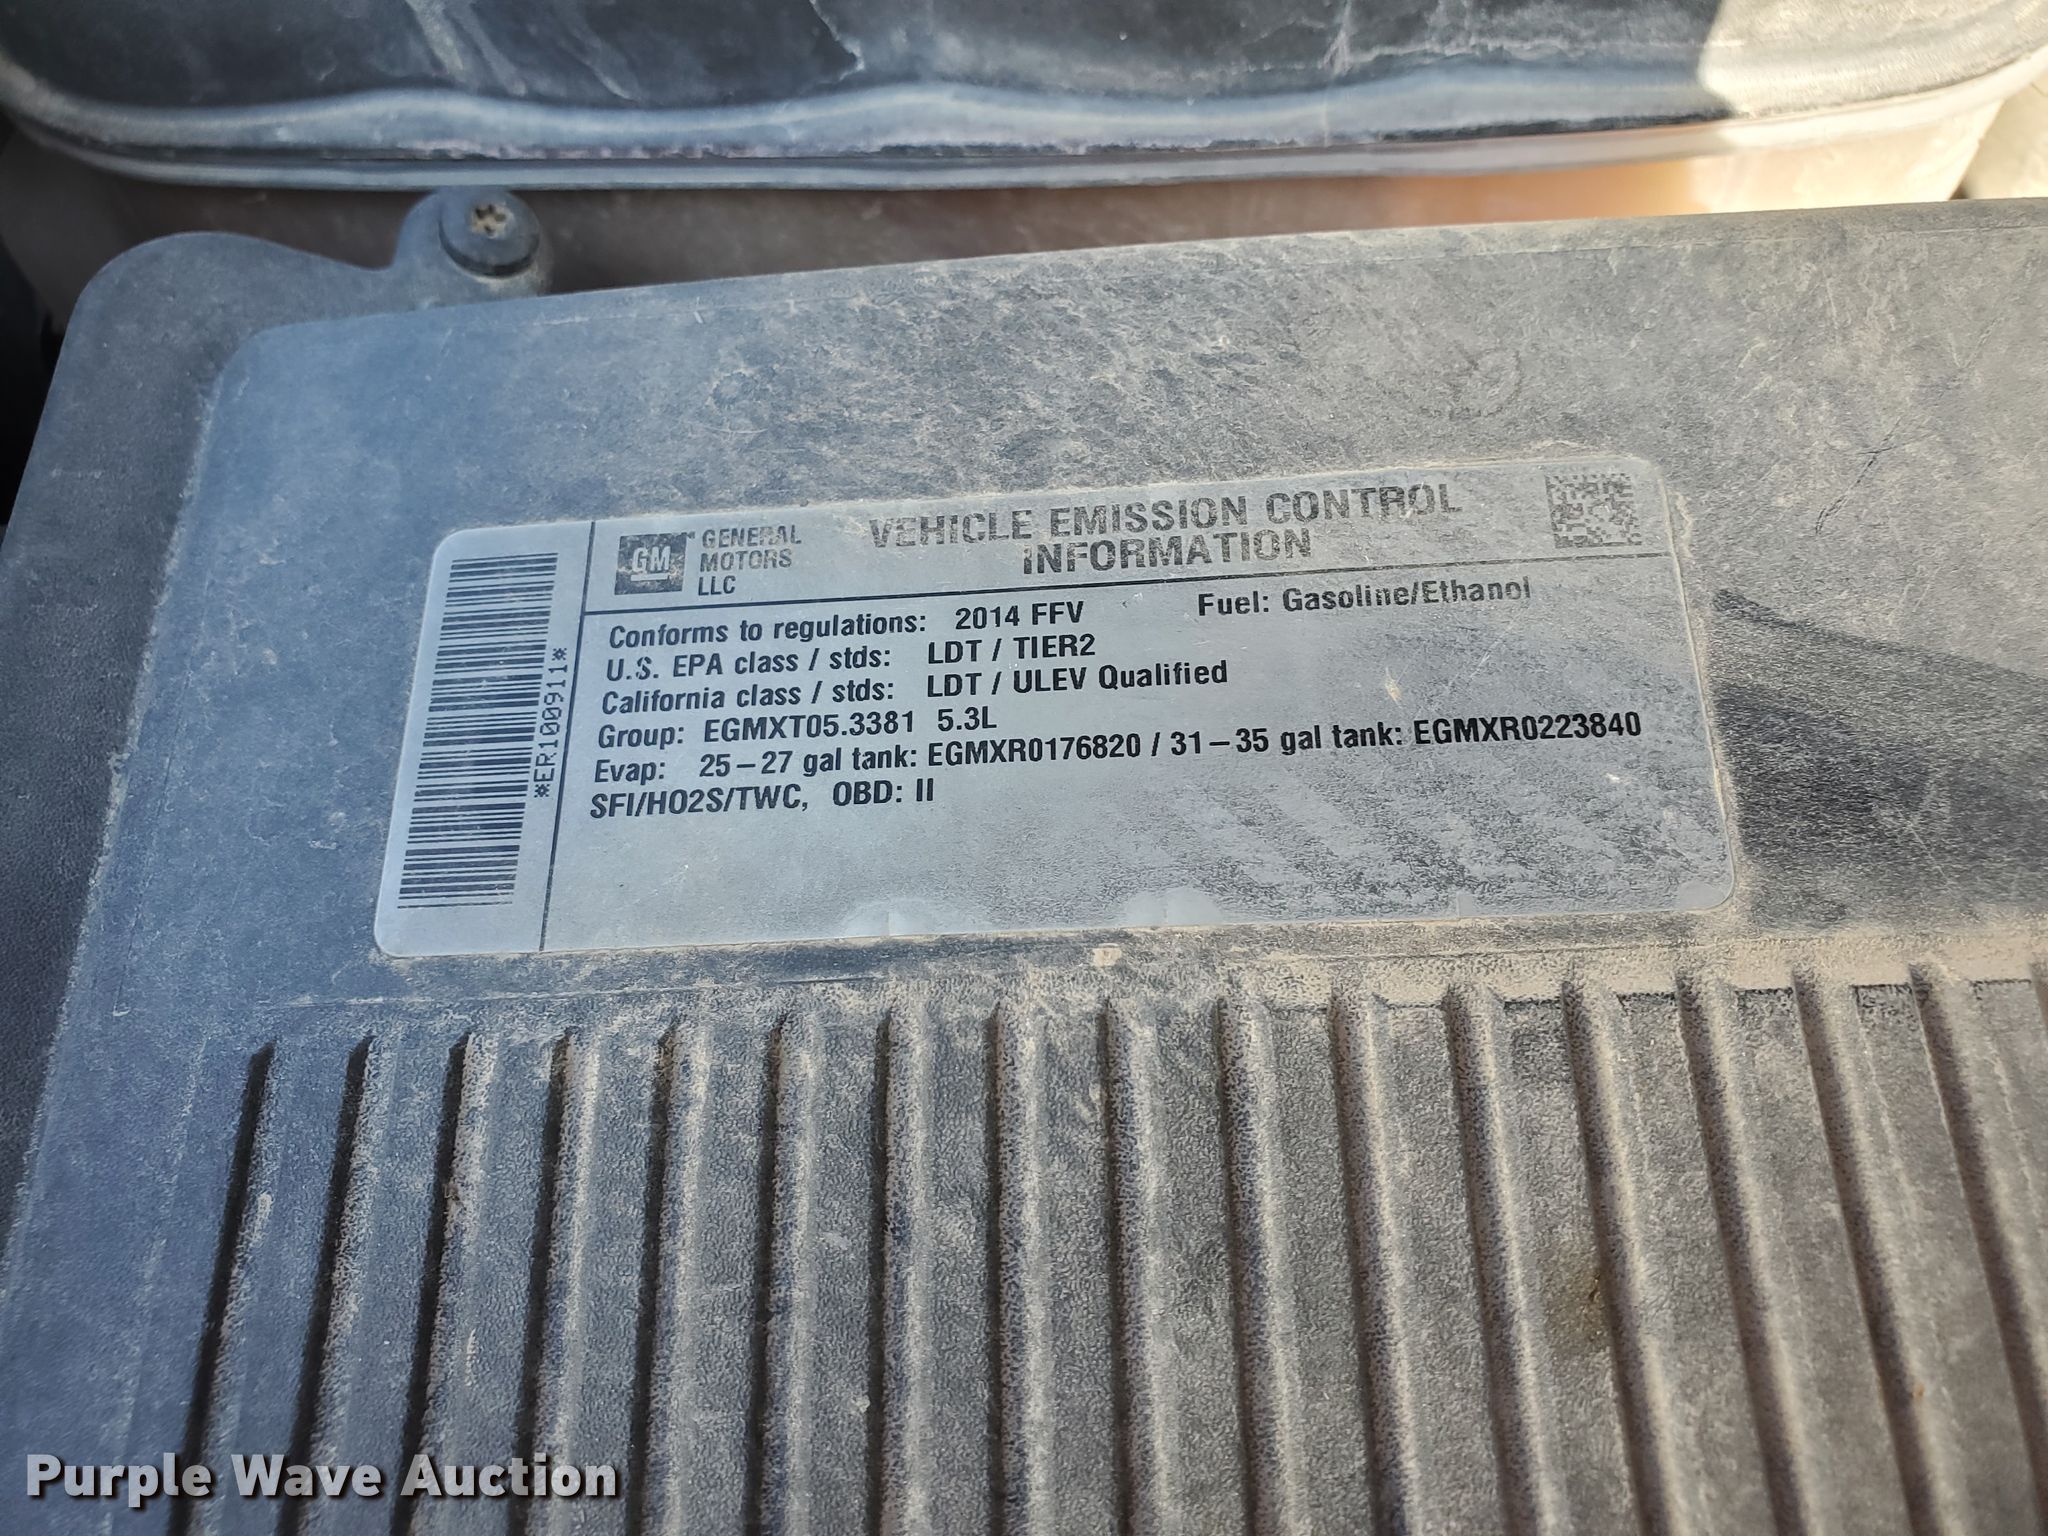 GM GENERAL MOTORS LLC
VEHICLE EMISSION CONTROL
INFORMATION
Conforms to regulations: 2014 FFV Fuel: Gasoline/Ethanol
U.S. EPA class / stds: LDT / TIER2
California class / stds: LDT / ULEV Qualified
Group: EGMXT05.3381 5.3L
Evap: 25-27 gal tank: EGMXR0176820 / 31-35 gal tank: EGMXR0223840
SFI/HO2S/TWC, OBD: II
*ER100911*
Purple Wave Auction